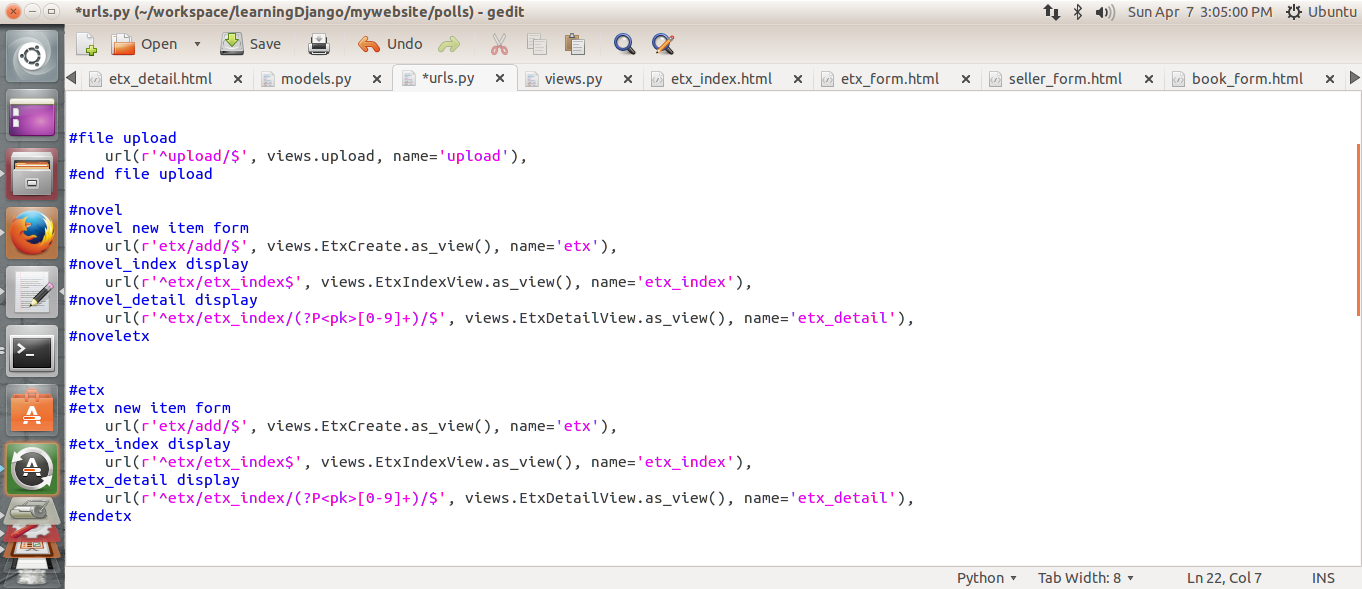 *urls.py (~/workspace/learningDjango/mywebsite/polls) - gedit
Sun Apr 7 3:05:00 PM Ubuntu
Open Save Undo
etx_detail.html models.py *urls.py views.py etx_index.html etx_form.html seller_form.html book_form.html
#file upload
url(r'^upload/$', views.upload, name='upload'),
#end file upload
#novel
#novel new item form
url(r'etx/add/$', views.EtxCreate.as_view(), name='etx'),
#novel_index display
url(r'^etx/etx_index$', views.EtxIndexView.as_view(), name='etx_index'),
#novel_detail display
url(r'^etx/etx_index/(?P<pk>[0-9]+)/$', views.EtxDetailView.as_view(), name='etx_detail'),
#noveletx
#etx
#etx new item form
url(r'etx/add/$', views.EtxCreate.as_view(), name='etx'),
#etx_index display
url(r'^etx/etx_index$', views.EtxIndexView.as_view(), name='etx_index'),
#etx_detail display
url(r'^etx/etx_index/(?P<pk>[0-9]+)/$', views.EtxDetailView.as_view(), name='etx_detail'),
#endetx
Python Tab Width: 8 Ln 22, Col 7 INS